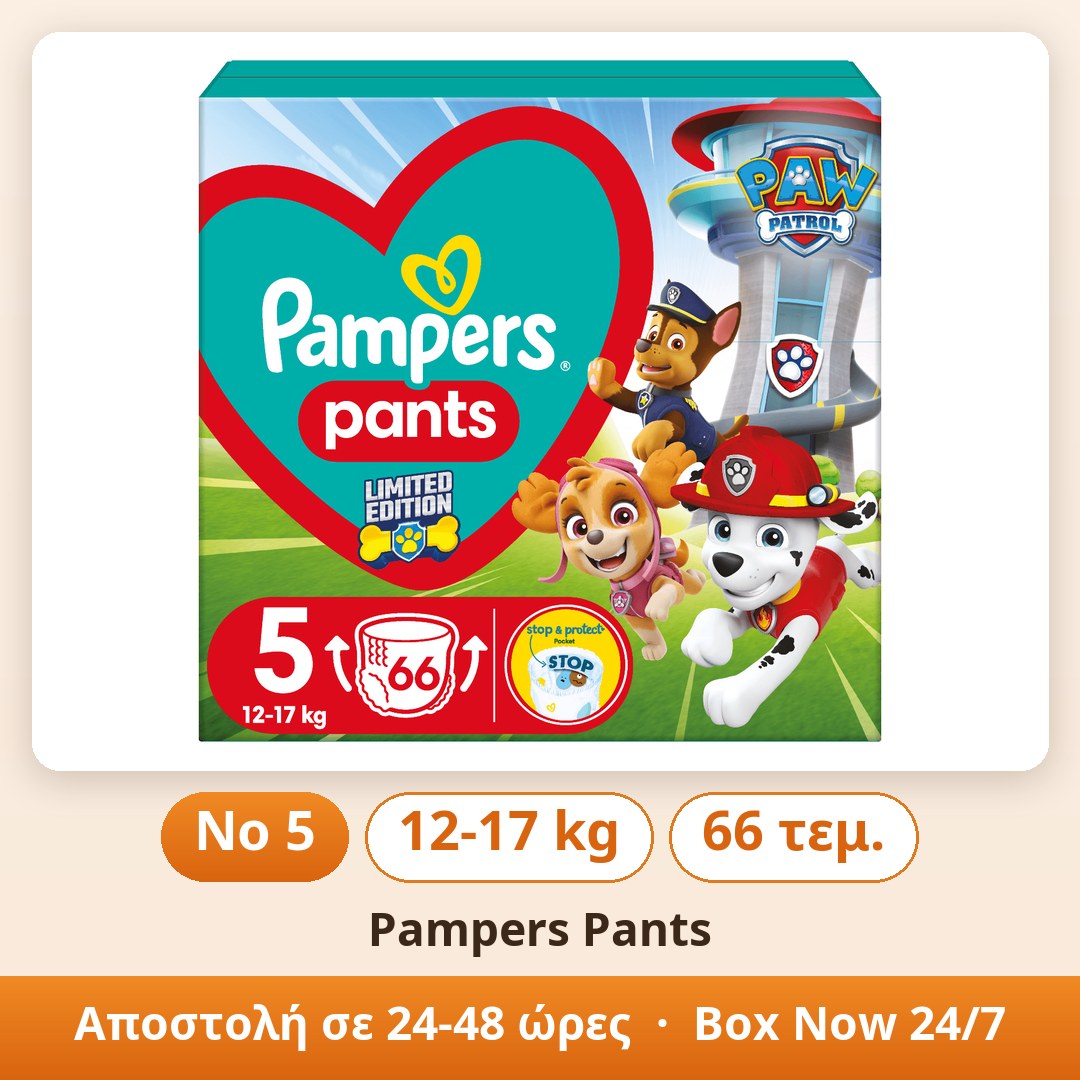 PAW
PATROL
Pampers®
pants
LIMITED
EDITION
5
66
12-17 kg
stop & protect+
Pocket
STOP
No 5
12-17 kg
66 τεμ.
Pampers Pants
Αποστολή σε 24-48 ώρες · Box Now 24/7